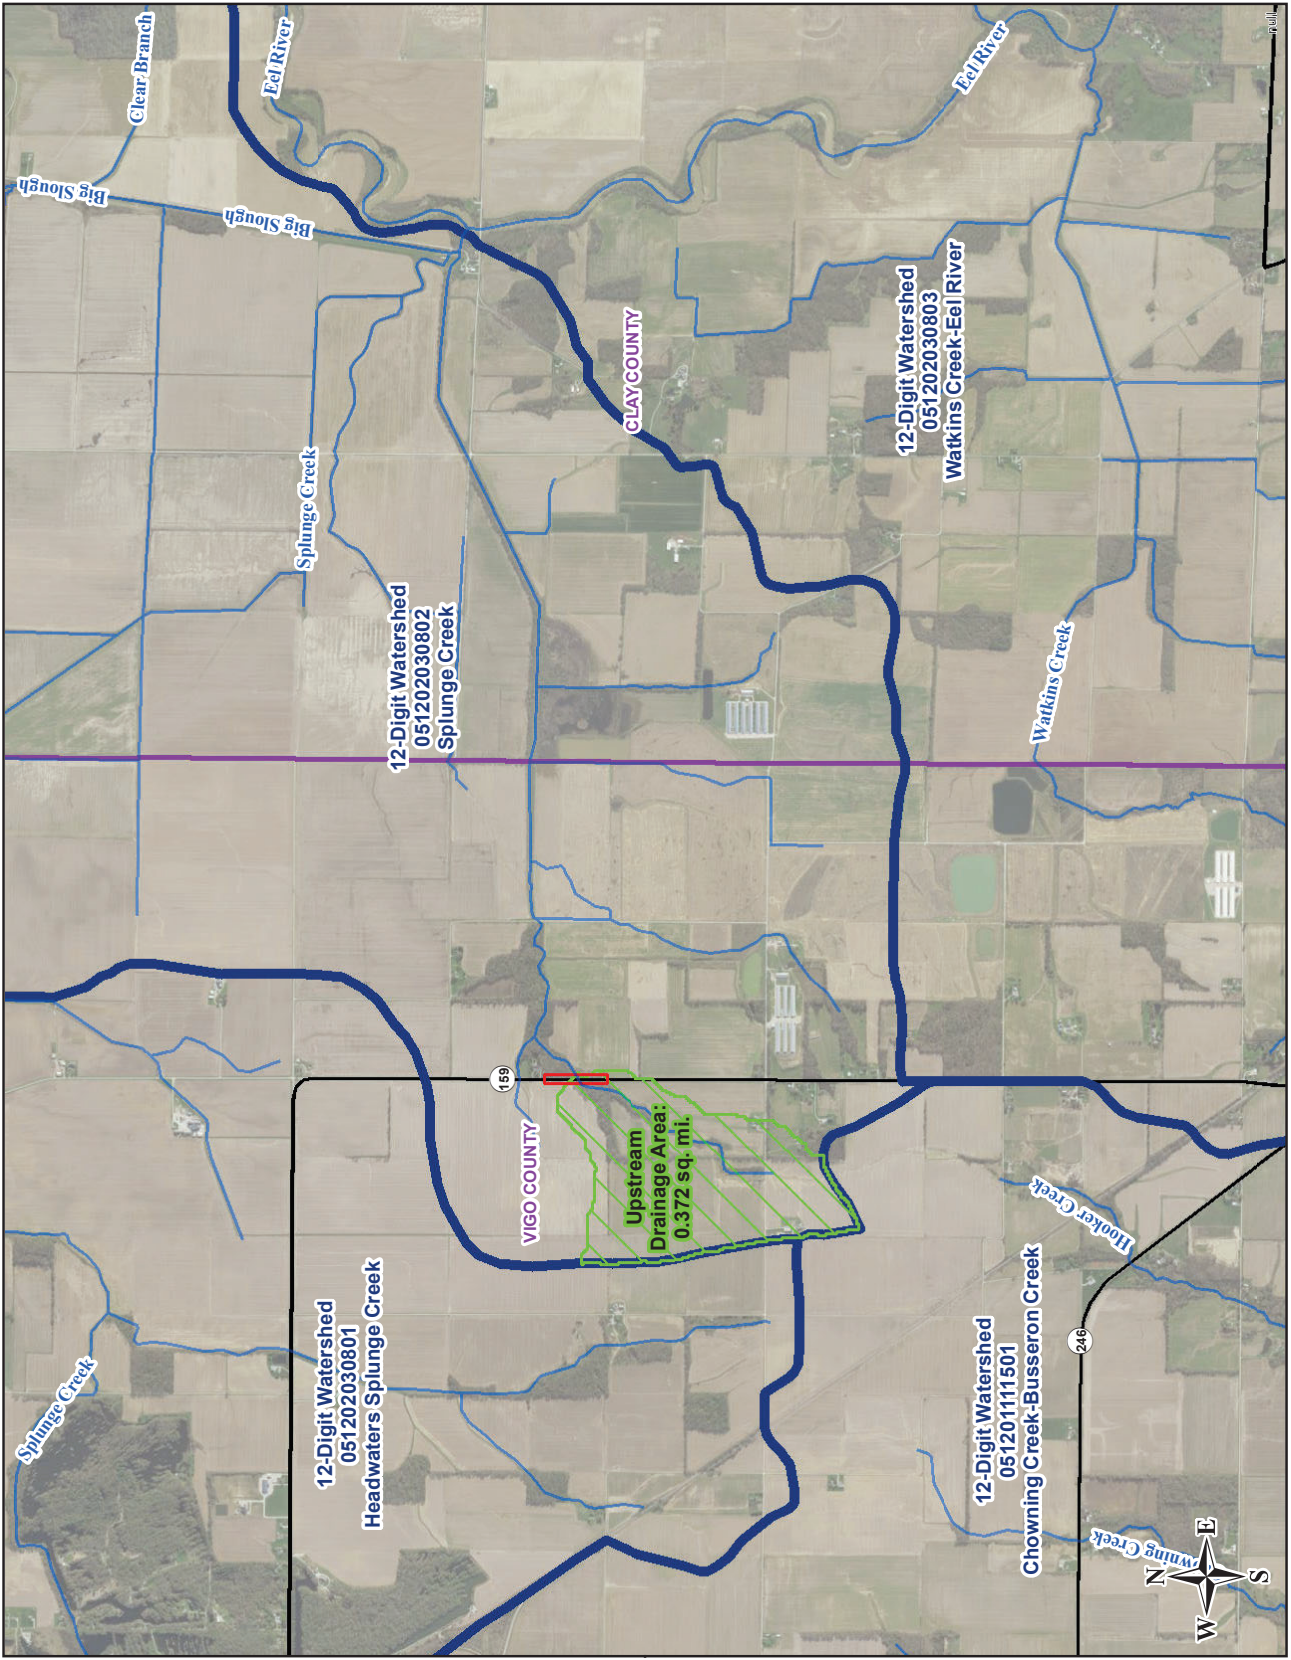 Clear Branch
Eel River
Eel River
Big Slough
Big Slough
Splunge Creek
CLAY COUNTY
12-Digit Watershed
051202030803
Watkins Creek-Eel River
12-Digit Watershed
051202030802
Splunge Creek
Watkins Creek
159
VIGO COUNTY
Upstream
Drainage Area:
0.372 sq. mi.
Hooker Creek
Splunge Creek
12-Digit Watershed
051202030801
Headwaters Splunge Creek
12-Digit Watershed
051201111501
Chowning Creek-Busseron Creek
246
wning Creek
N
E
S
W
null